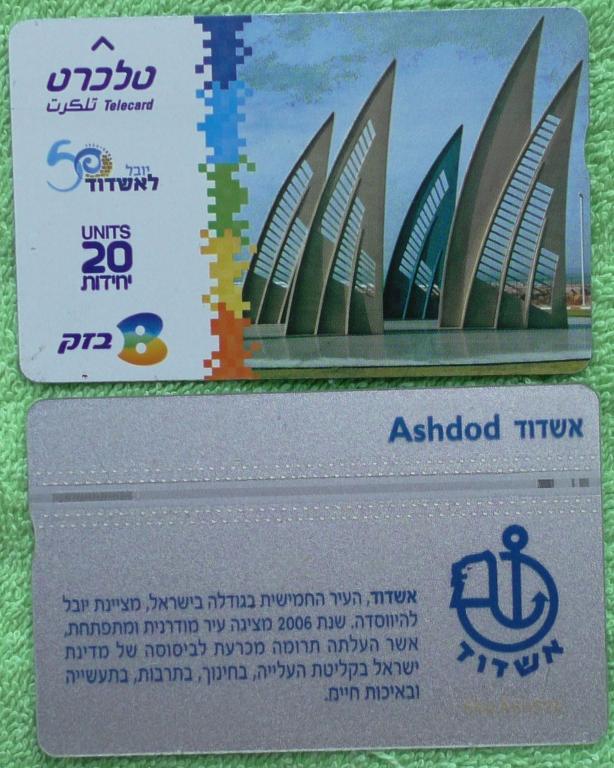 טלכרט
تلكرت Telecard
50 יובל
לאשדוד
UNITS
20
יחידות
בזק
Ashdod אשדוד
אשדוד, העיר החמישית בגודלה בישראל, מציינת יובל
להיווסדה. שנת 2006 מציגה עיר מודרנית ומתפתחת,
אשר העלתה תרומה מכרעת לביסוסה של מדינת
ישראל בקליטת העלייה, בחינוך, בתרבות, בתעשייה
ובאיכות חיים.
אשדוד